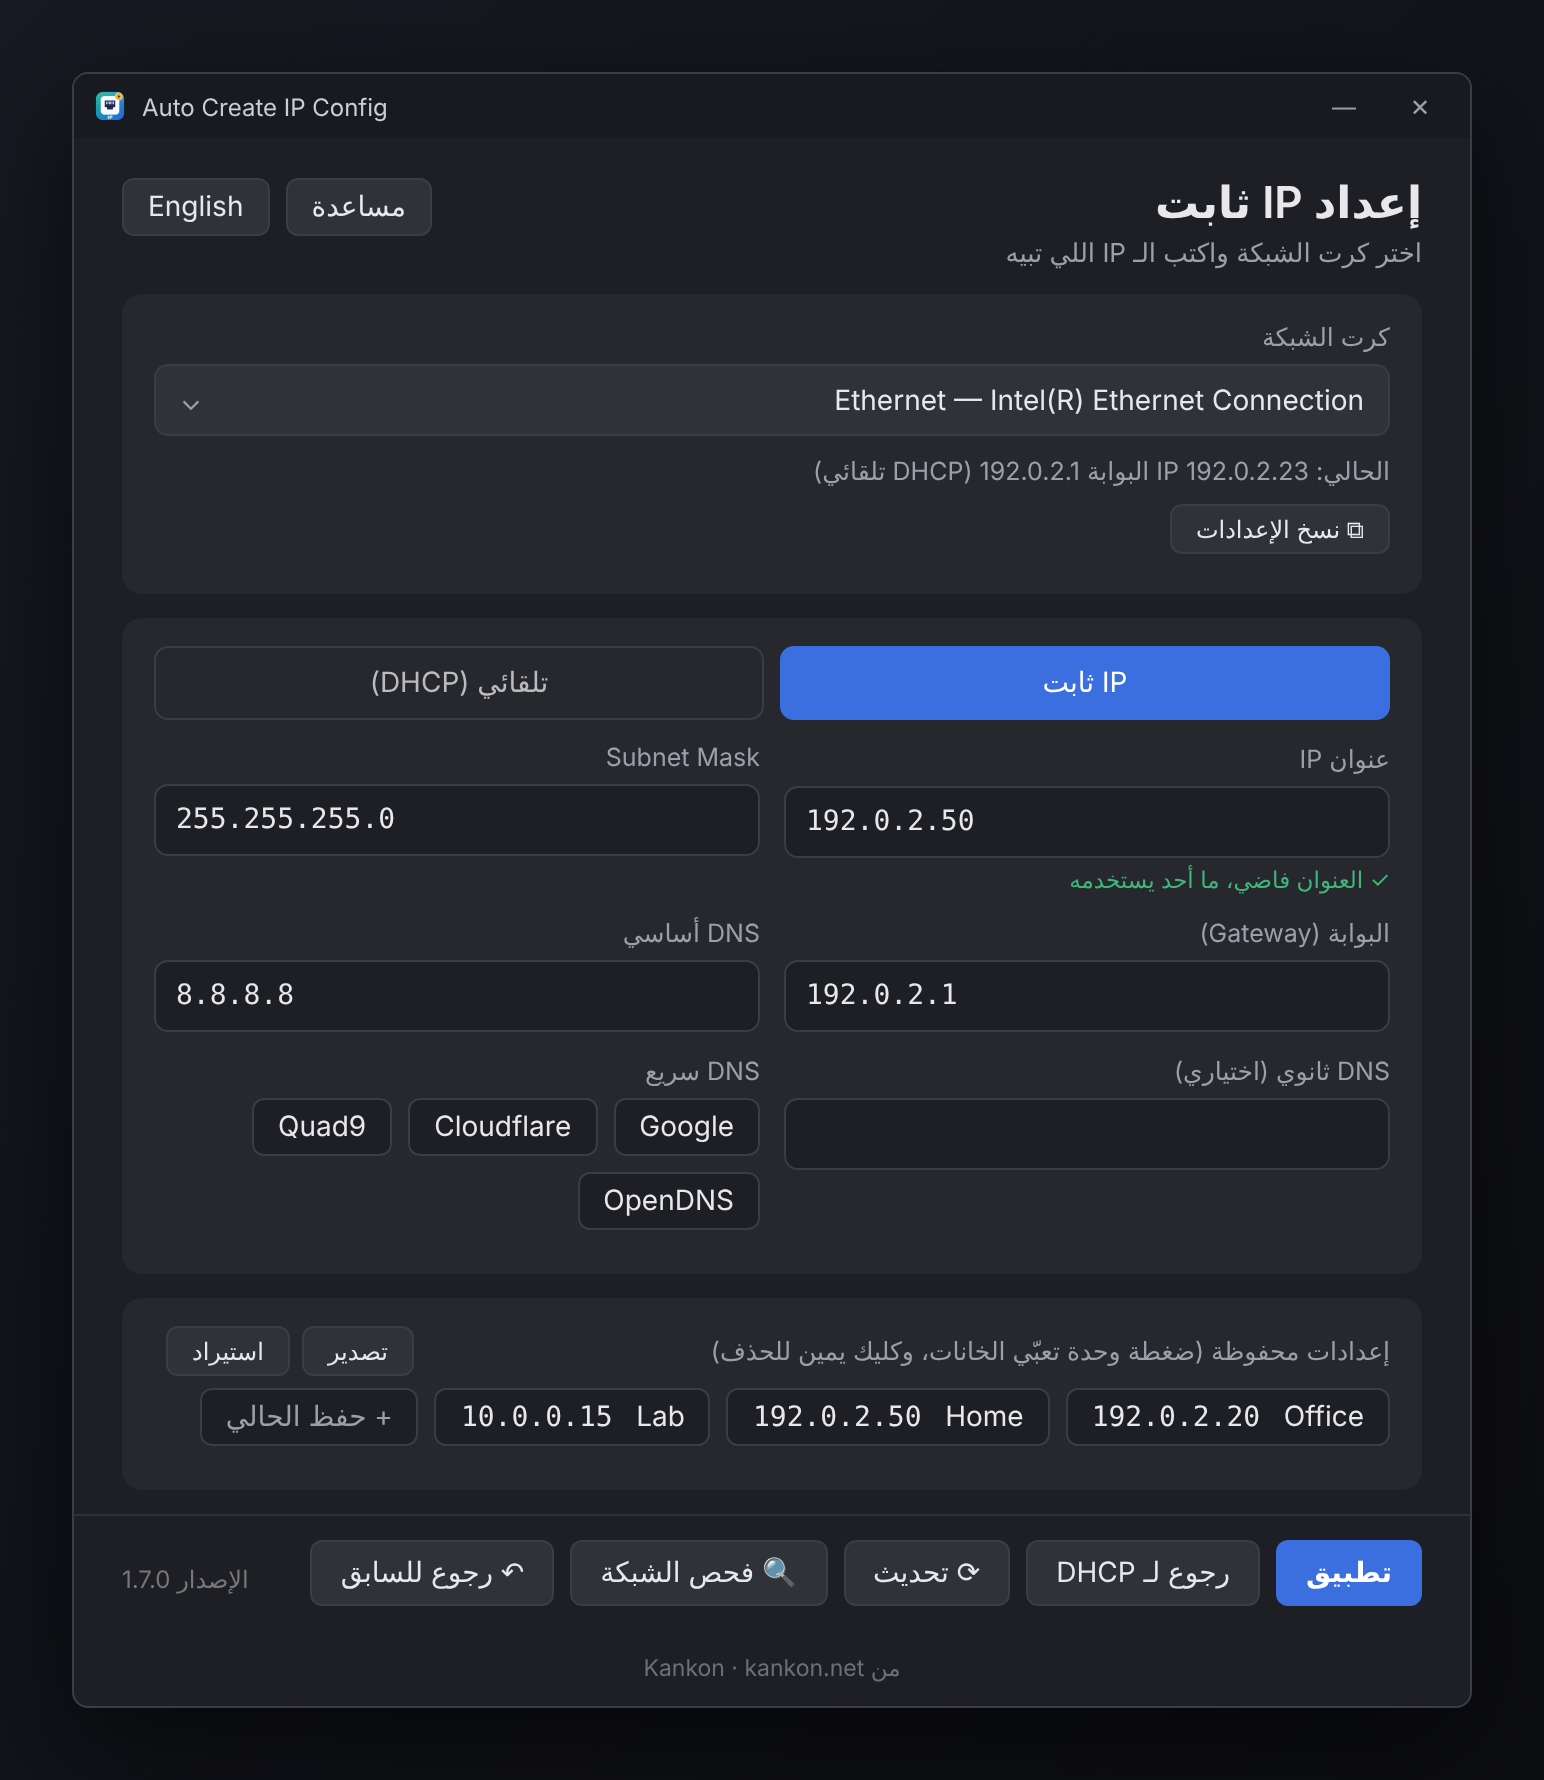 Auto Create IP Config
إعداد IP ثابت
مساعدة
English
اختر كرت الشبكة واكتب الـ IP اللي تبيه
كرت الشبكة
Ethernet — Intel(R) Ethernet Connection
الحالي: IP 192.0.2.23 البوابة 192.0.2.1 (DHCP تلقائي)
⧉ نسخ الإعدادات
IP ثابت
تلقائي (DHCP)
عنوان IP
Subnet Mask
192.0.2.50
255.255.255.0
✓ العنوان فاضي، ما أحد يستخدمه
البوابة (Gateway)
DNS أساسي
192.0.2.1
8.8.8.8
DNS ثانوي (اختياري)
DNS سريع
Google
Cloudflare
Quad9
OpenDNS
إعدادات محفوظة (ضغطة وحدة تعبّي الخانات، وكليك يمين للحذف)
تصدير
استيراد
Office 192.0.2.20
Home 192.0.2.50
Lab 10.0.0.15
+ حفظ الحالي
تطبيق
رجوع لـ DHCP
⟳ تحديث
🔍 فحص الشبكة
↶ رجوع للسابق
الإصدار 1.7.0
من Kankon · kankon.net